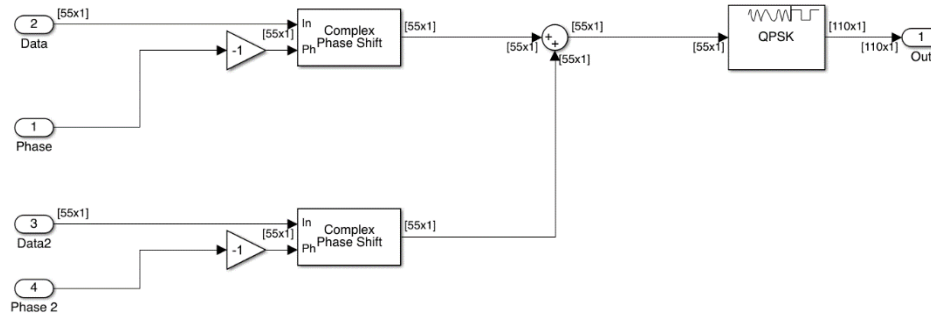 2
[55x1]
Data
-1
[55x1]
In
Ph
Complex
Phase Shift
[55x1]
[55x1]
++
[55x1]
[55x1]
[55x1]
QPSK
[110x1]
[110x1]
1
Out
1
Phase
3
[55x1]
Data2
-1
[55x1]
In
Ph
Complex
Phase Shift
[55x1]
4
Phase 2